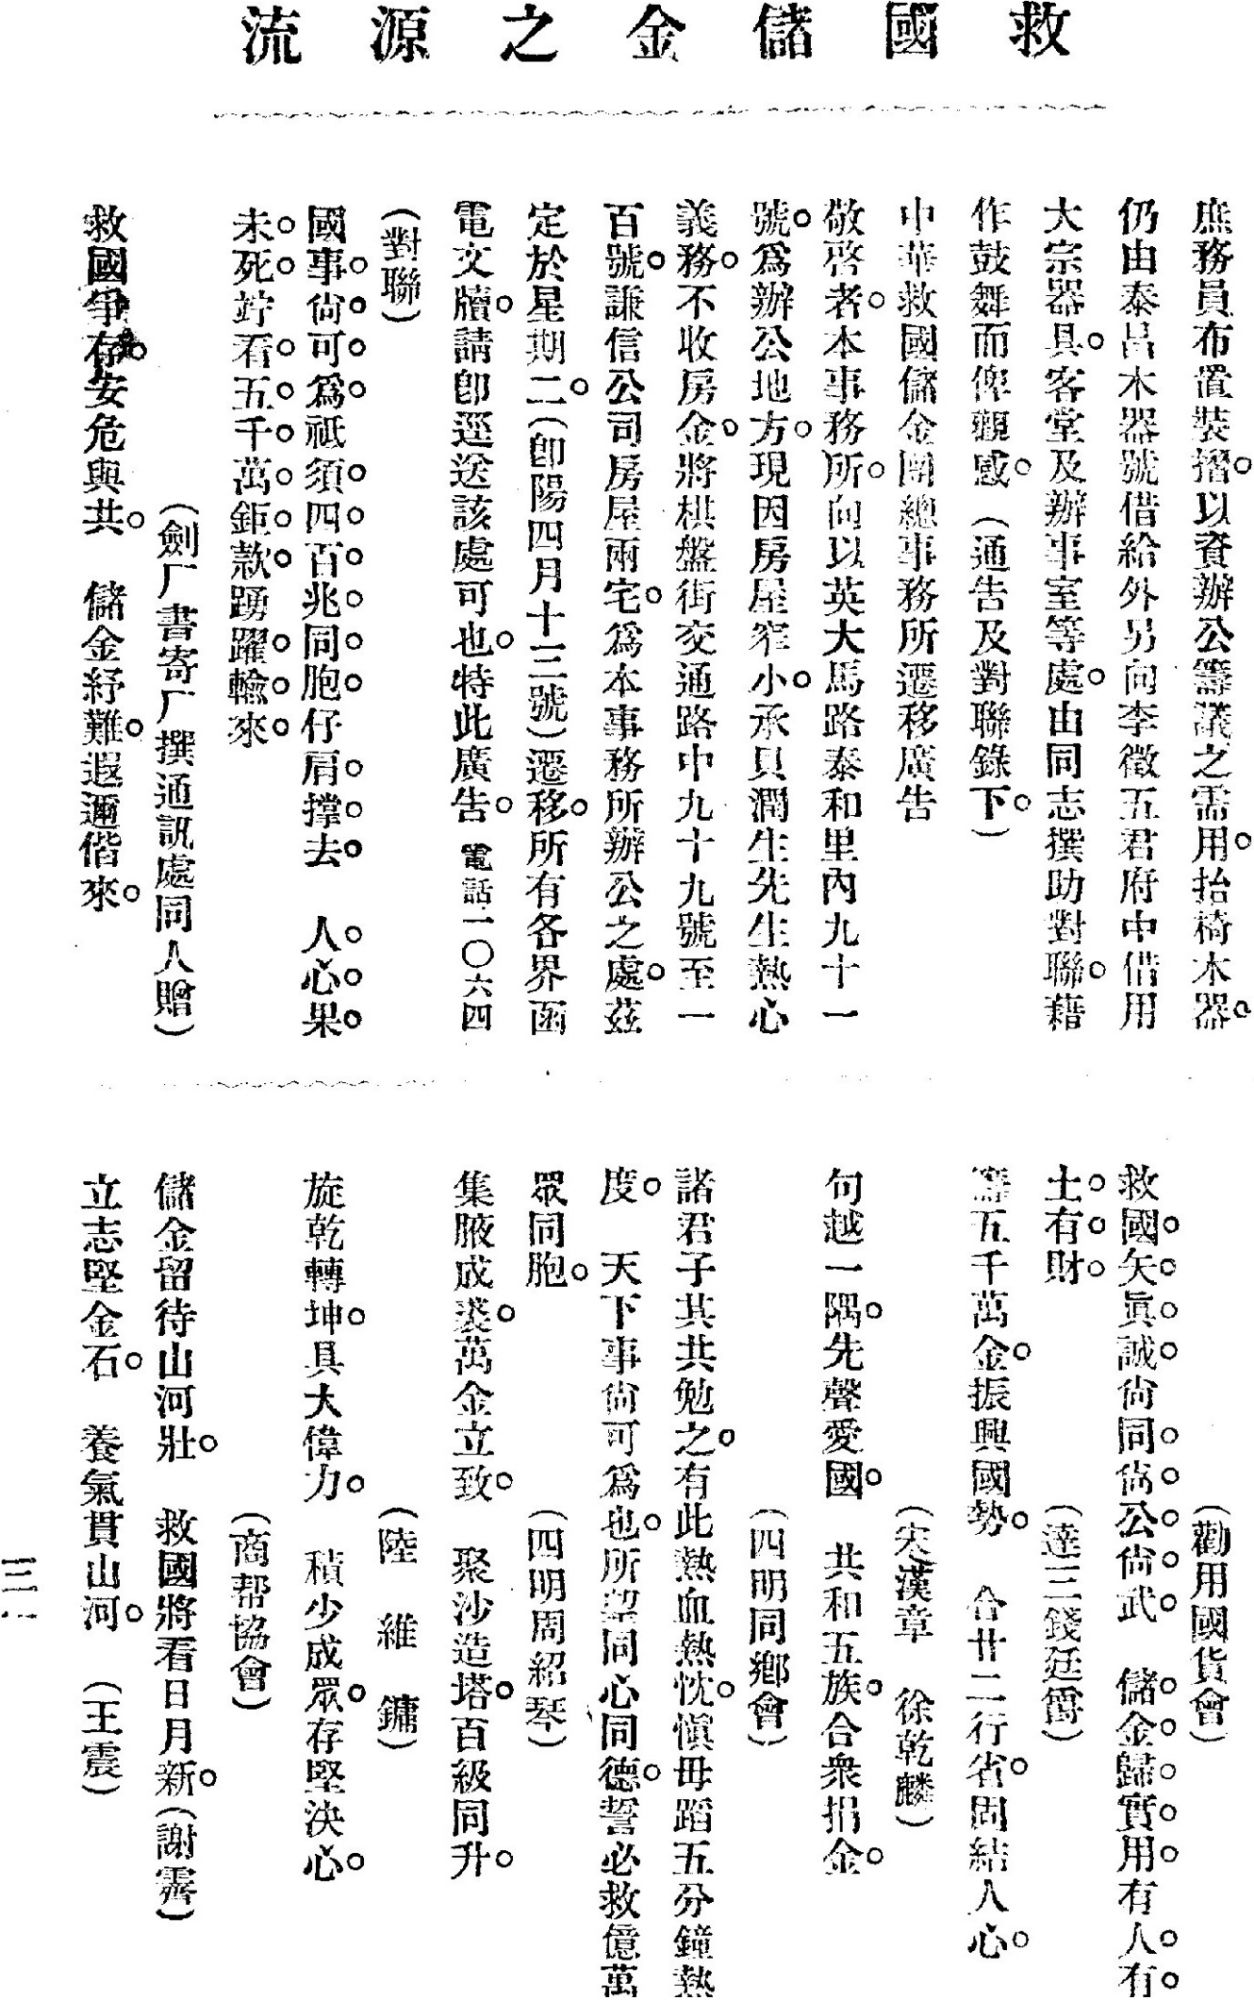 救國儲金之源流
庶務員布置裝摺。以資辦公籌議之需用。抬椅木器。
仍由泰昌木器號借給外另向李徵五君府中借用
大宗器具。客堂及辦事室等處。由同志撰助對聯。藉
作鼓舞而俾觀感。(通告及對聯錄下。)
中華救國儲金團總事務所遷移廣告
敬啓者。本事務所。向以英大馬路泰和里內九十一
號。爲辦公地方。現因房屋窄小。承貝潤生先生熱心
義務。不收房金。將棋盤街交通路中九十九號至一
百號。謙信公司房屋兩宅。爲本事務所辦公之處。茲
定於星期二。(卽陽四月十三號)遷移。所有各界函
電文牘。請卽逕送該處可也。特此廣告。電話一〇六四
(對聯)
國事尙可爲祗須四百兆同胞仔肩撐去 人心果
未死竚看五千萬鉅款踴躍輸來
(劍厂書寄厂撰通訊處同人贈)
救國爭存。安危與共。 儲金紓難。遐邇偕來。
(勸用國貨會)
救國矢眞誠尙同尙公尙武 儲金歸實用有人有
土有財
(達三錢廷爵)
籌五千萬金。振興國勢。 合廿二行省。固結人心。
(宋漢章 徐乾麟)
句越一隅。先聲愛國。 共和五族。合衆捐金。
(四明同鄉會)
諸君子其共勉之。有此熱血熱忱。愼毋蹈五分鐘熱
度。 天下事尙可爲也。所望同心同德。誓必救億萬
眾同胞。
(四明周紹琴)
集腋成裘。萬金立致。 聚沙造塔。百級同升。
(陸維鏞)
旋乾轉坤。具大偉力。 積少成眾。存堅決心。
(商帮協會)
儲金留待山河壯。 救國將看日月新。(謝霽)
立志堅金石。 養氣貫山河。 (王震)
三